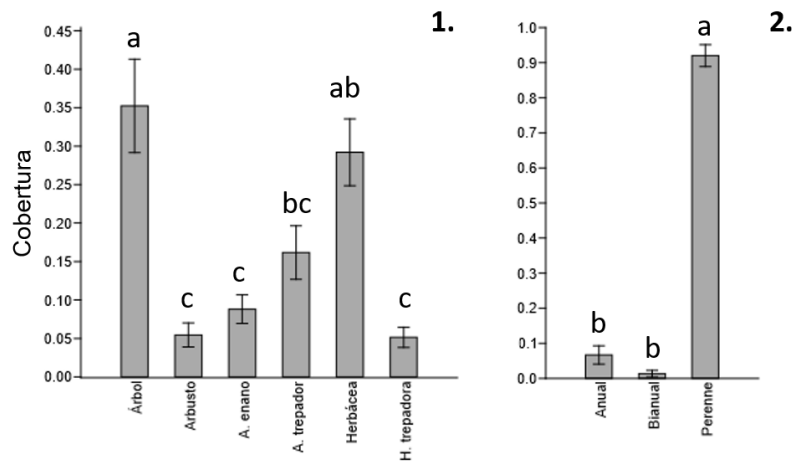 1.
Cobertura
0.45
0.40
0.35
0.30
0.25
0.20
0.15
0.10
0.05
0.00
a
c
c
bc
ab
c
Árbol
Arbusto
A. enano
A. trepador
Herbácea
H. trepadora
2.
1.0
0.9
0.8
0.7
0.6
0.5
0.4
0.3
0.2
0.1
0.0
b
b
a
Anual
Bianual
Perenne